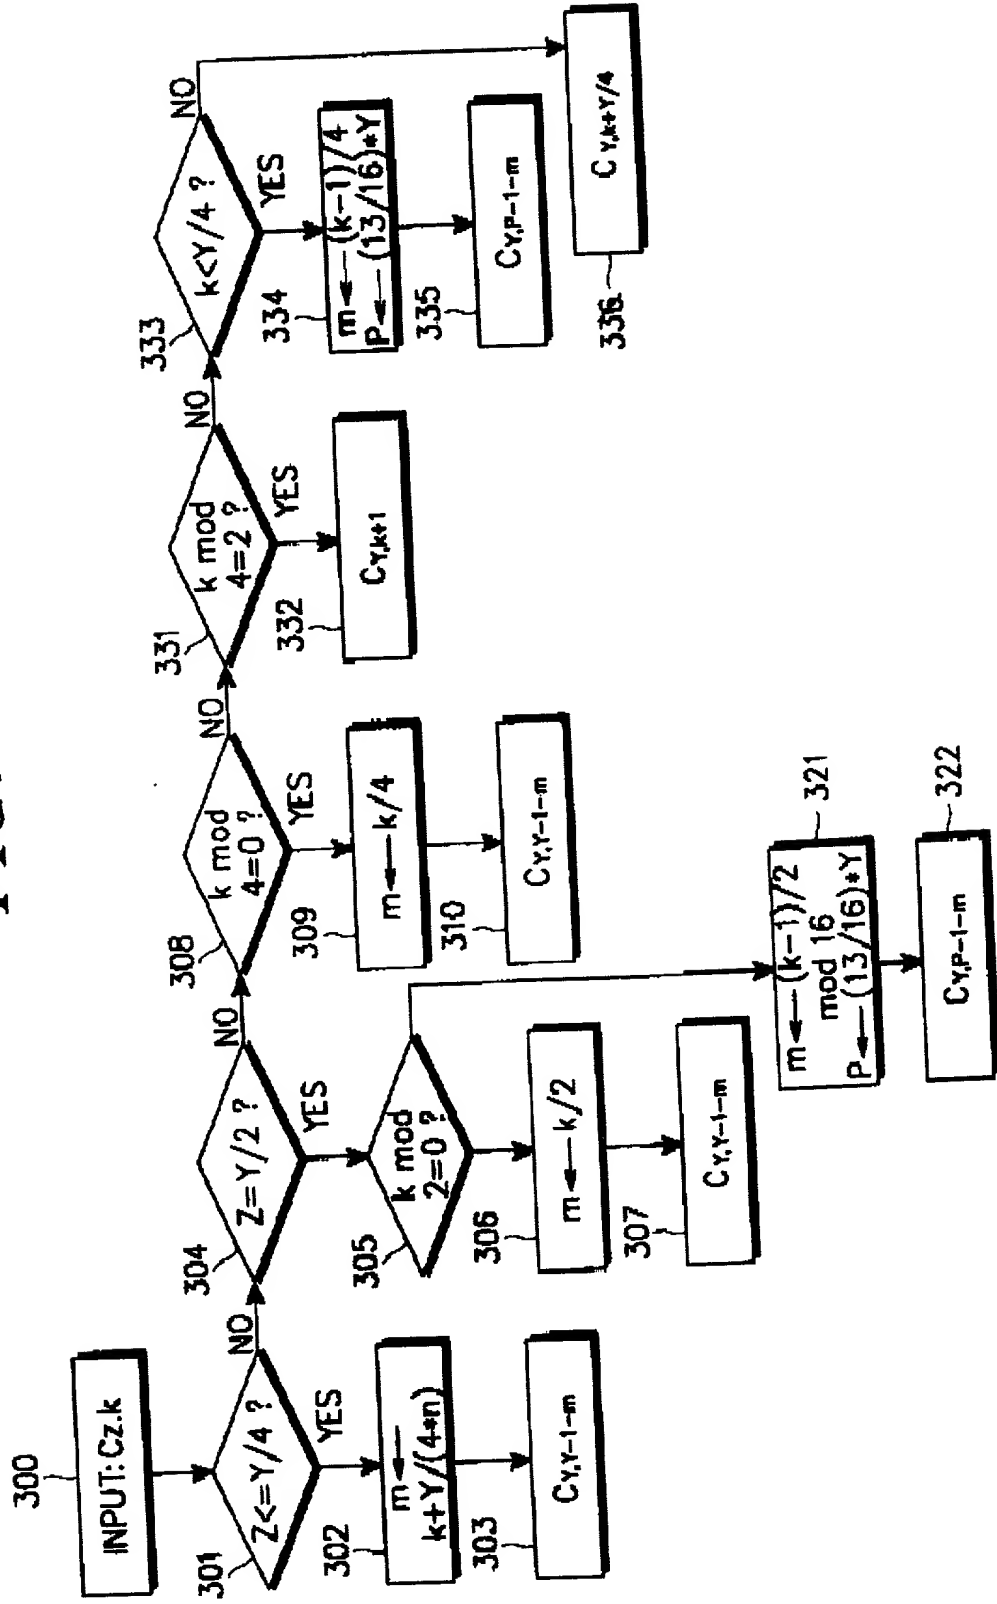 300
INPUT: Cz.k
301
Z<=Y/4 ?
NO
YES
302
m←
k+Y/(4*n)
303
CY,Y-1-m
304
Z=Y/2 ?
NO
YES
305
k mod
2=0 ?
306
m←k/2
307
CY,Y-1-m
321
m←(k-1)/2
mod 16
P←(13/16)*Y
322
CY,P-1-m
308
k mod
4=0 ?
NO
YES
309
m←k/4
310
CY,Y-1-m
331
k mod
4=2 ?
NO
YES
332
CY,k+1
333
k<Y/4 ?
NO
YES
334
m←(k-1)/4
P←(13/16)*Y
335
CY,P-1-m
336
CY,k+Y/4